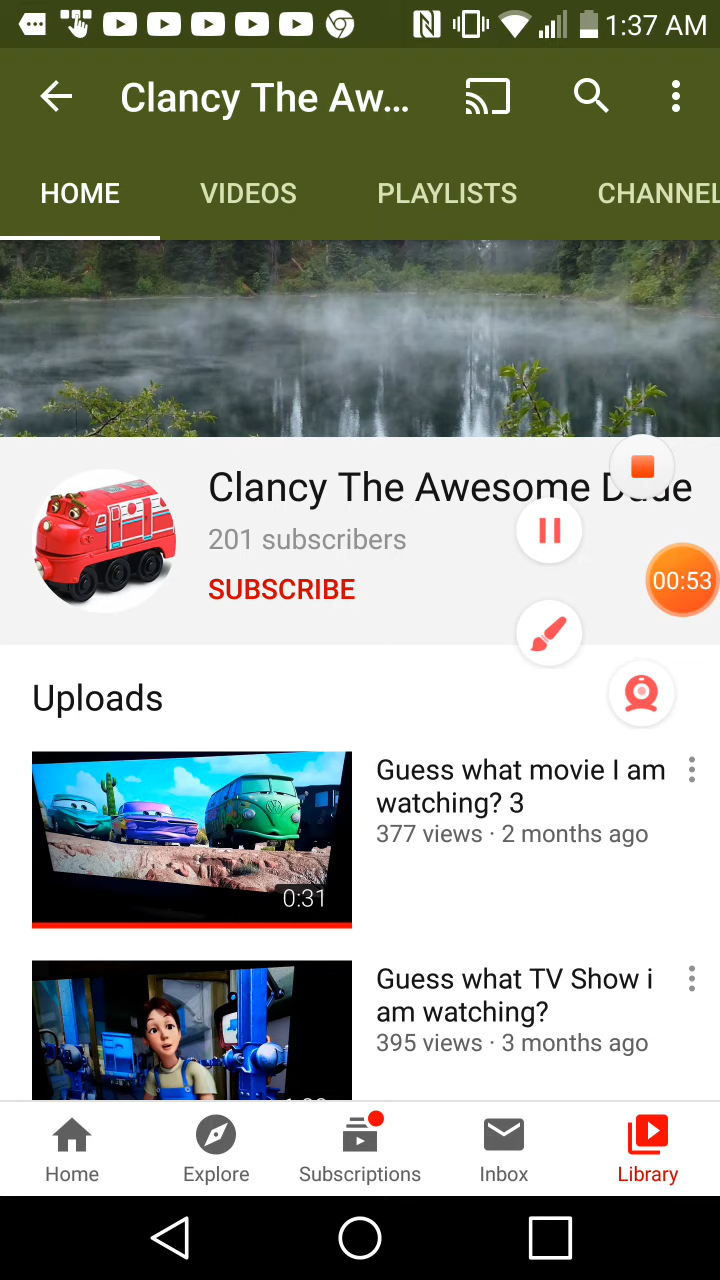 1:37 AM
Clancy The Aw...
HOME VIDEOS PLAYLISTS CHANNEL
Clancy The Awesome Dude
201 subscribers
SUBSCRIBE
00:53
Uploads
Guess what movie I am
watching? 3
377 views · 2 months ago
0:31
Guess what TV Show i
am watching?
395 views · 3 months ago
Home Explore Subscriptions Inbox Library